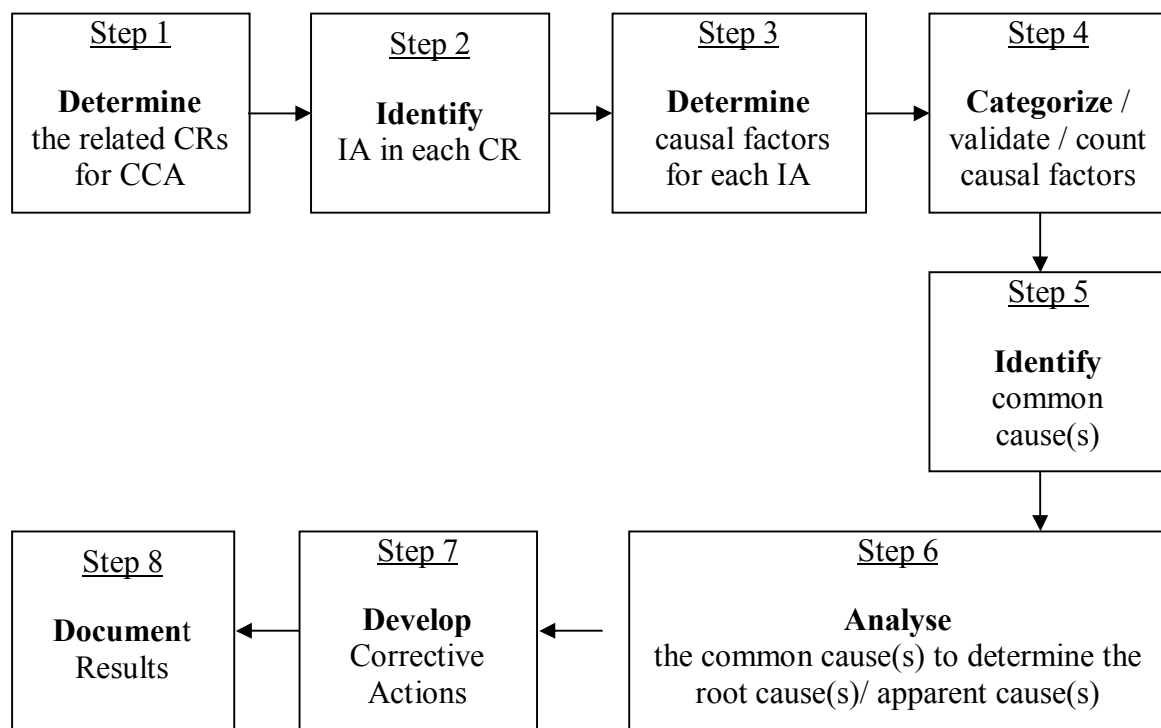 Step 1
Determine
the related CRs
for CCA
Step 2
Identify
IA in each CR
Step 3
Determine
causal factors
for each IA
Step 4
Categorize /
validate / count
causal factors
Step 5
Identify
common
cause(s)
Step 6
Analyse
the common cause(s) to determine the
root cause(s)/ apparent cause(s)
Step 7
Develop
Corrective
Actions
Step 8
Document
Results